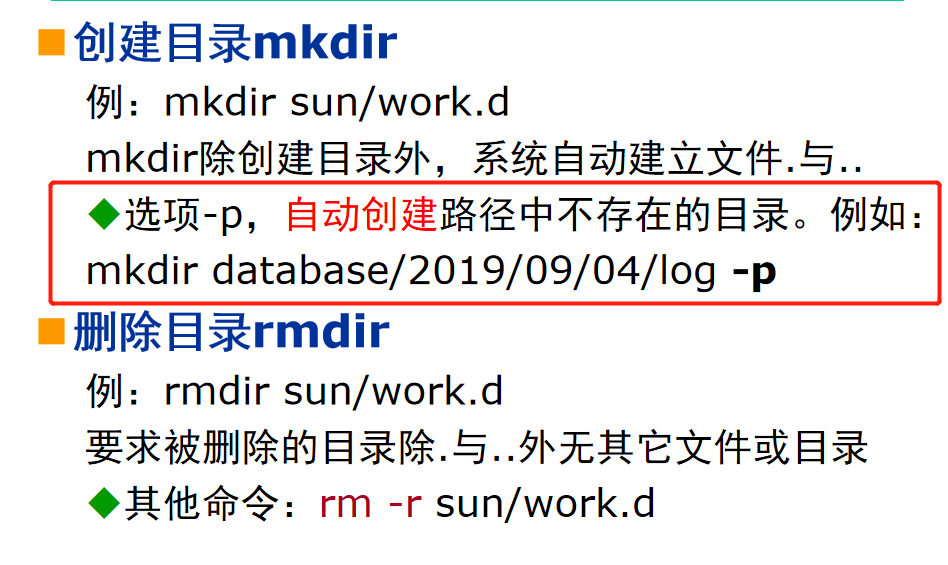 创建目录mkdir
例：mkdir sun/work.d
mkdir除创建目录外，系统自动建立文件.与..
选项-p，自动创建路径中不存在的目录。例如：
mkdir database/2019/09/04/log -p
删除目录rmdir
例：rmdir sun/work.d
要求被删除的目录除.与..外无其它文件或目录
其他命令：rm -r sun/work.d